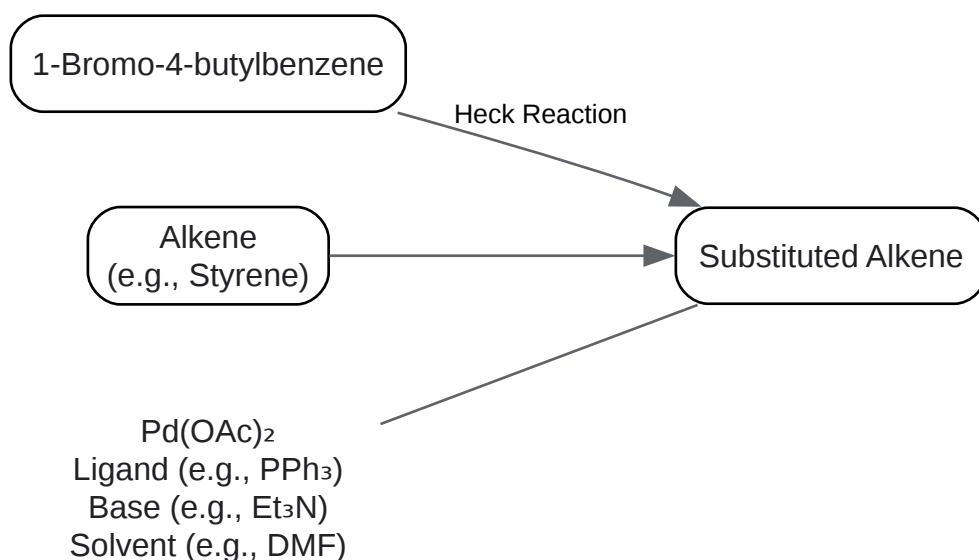 1-Bromo-4-butylbenzene
Heck Reaction
Alkene
(e.g., Styrene)
Substituted Alkene
Pd(OAc)₂
Ligand (e.g., PPh₃)
Base (e.g., Et₃N)
Solvent (e.g., DMF)